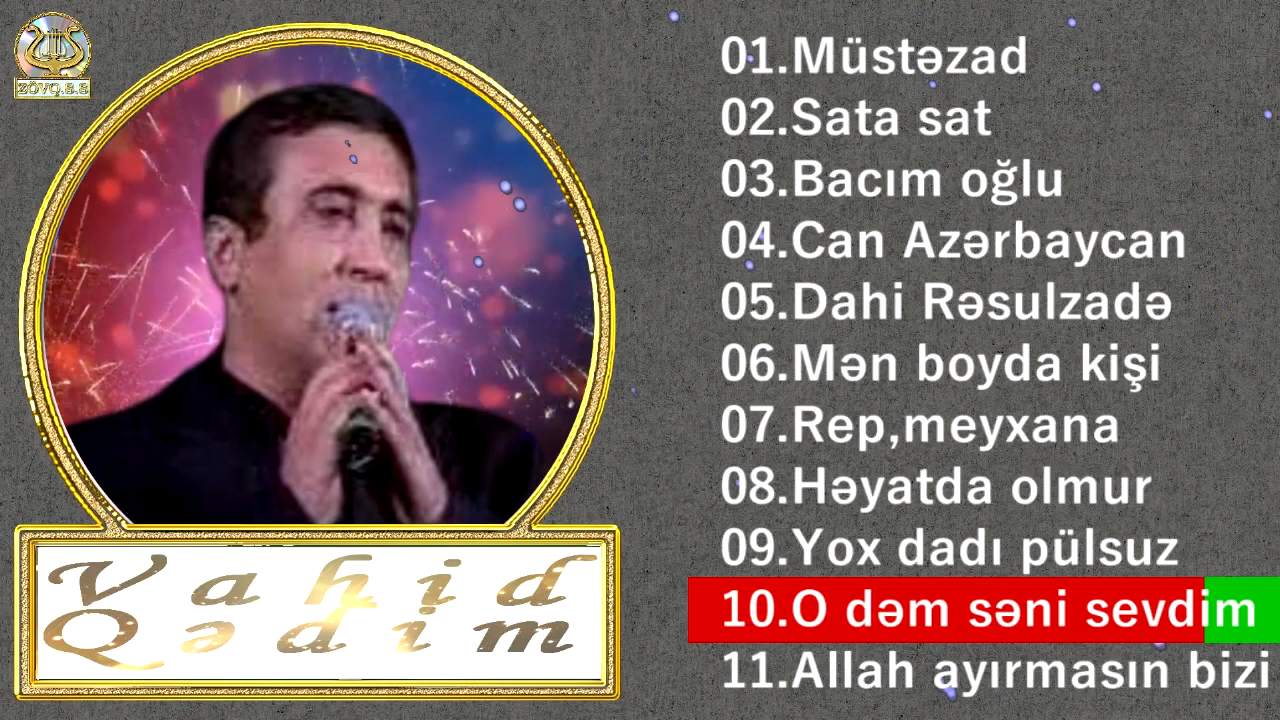 ZÖVQ.S.S
Vahid
Qədim
01.Müstəzad
02.Sata sat
03.Bacım oğlu
04.Can Azərbaycan
05.Dahi Rəsulzadə
06.Mən boyda kişi
07.Rep,meyxana
08.Həyatda olmur
09.Yox dadı pülsuz
10.O dəm səni sevdim
11.Allah ayırmasın bizi